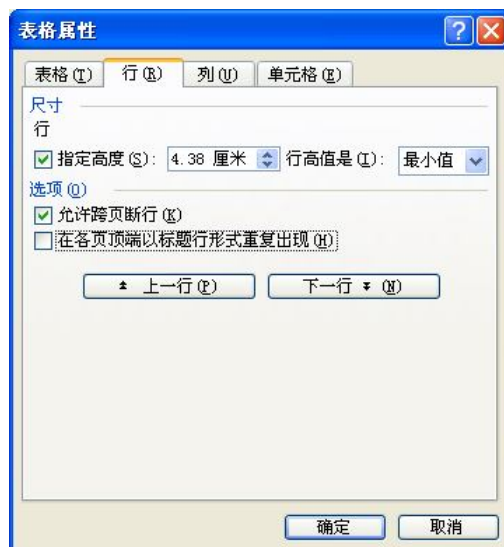 表格属性
表格(T) 行(R) 列(U) 单元格(E)
尺寸
行
指定高度(S): 4.38 厘米 行高值是(I): 最小值
选项(O)
允许跨页断行(K)
在各页顶端以标题行形式重复出现(H)
上一行(P) 下一行(N)
确定 取消